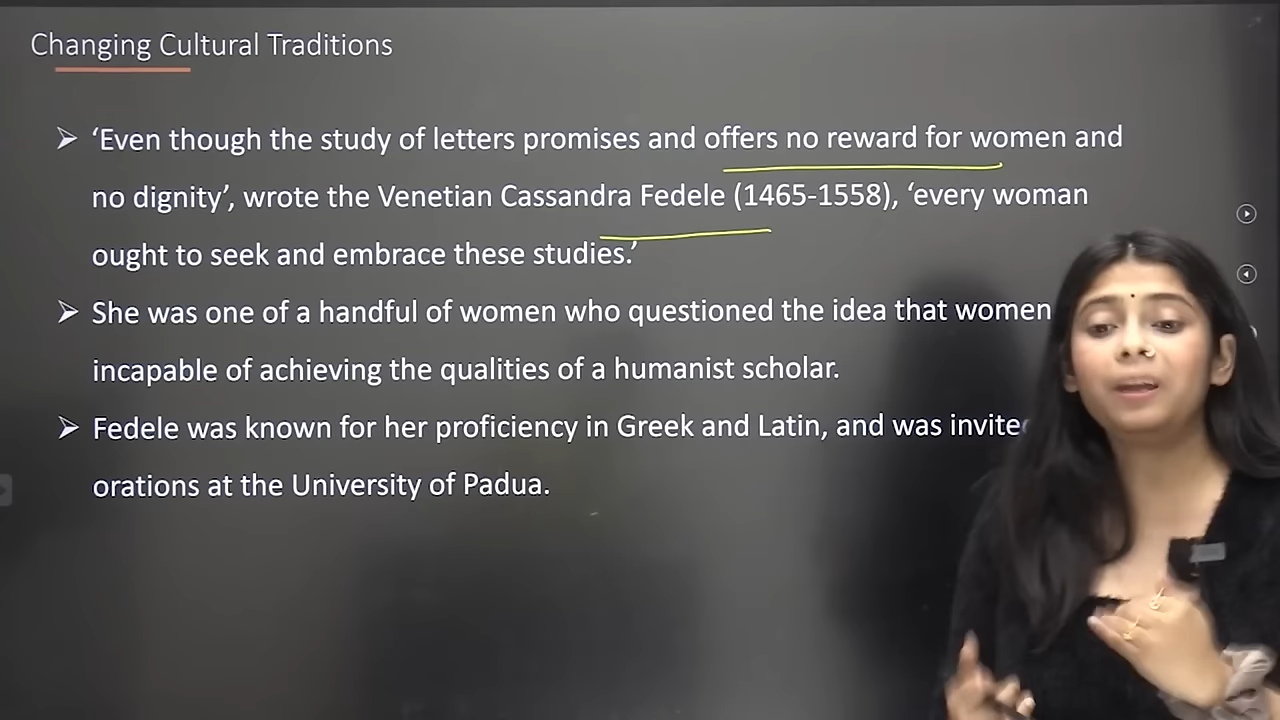 Changing Cultural Traditions
➢ ‘Even though the study of letters promises and offers no reward for women and
no dignity’, wrote the Venetian Cassandra Fedele (1465-1558), ‘every woman
ought to seek and embrace these studies.’
➢ She was one of a handful of women who questioned the idea that women
incapable of achieving the qualities of a humanist scholar.
➢ Fedele was known for her proficiency in Greek and Latin, and was invite
orations at the University of Padua.